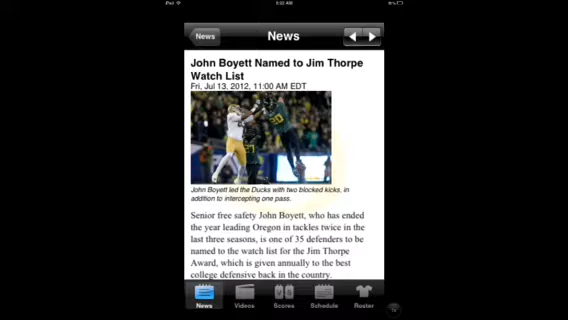 iPad
News
News
John Boyett Named to Jim Thorpe
Watch List
Fri, Jul 13, 2012, 11:00 AM EDT
John Boyett led the Ducks with two blocked kicks, in
addition to intercepting one pass.
Senior free safety John Boyett, who has ended
the year leading Oregon in tackles twice in the
last three seasons, is one of 35 defenders to be
named to the watch list for the Jim Thorpe
Award, which is given annually to the best
college defensive back in the country.
News Videos Scores Schedule Roster